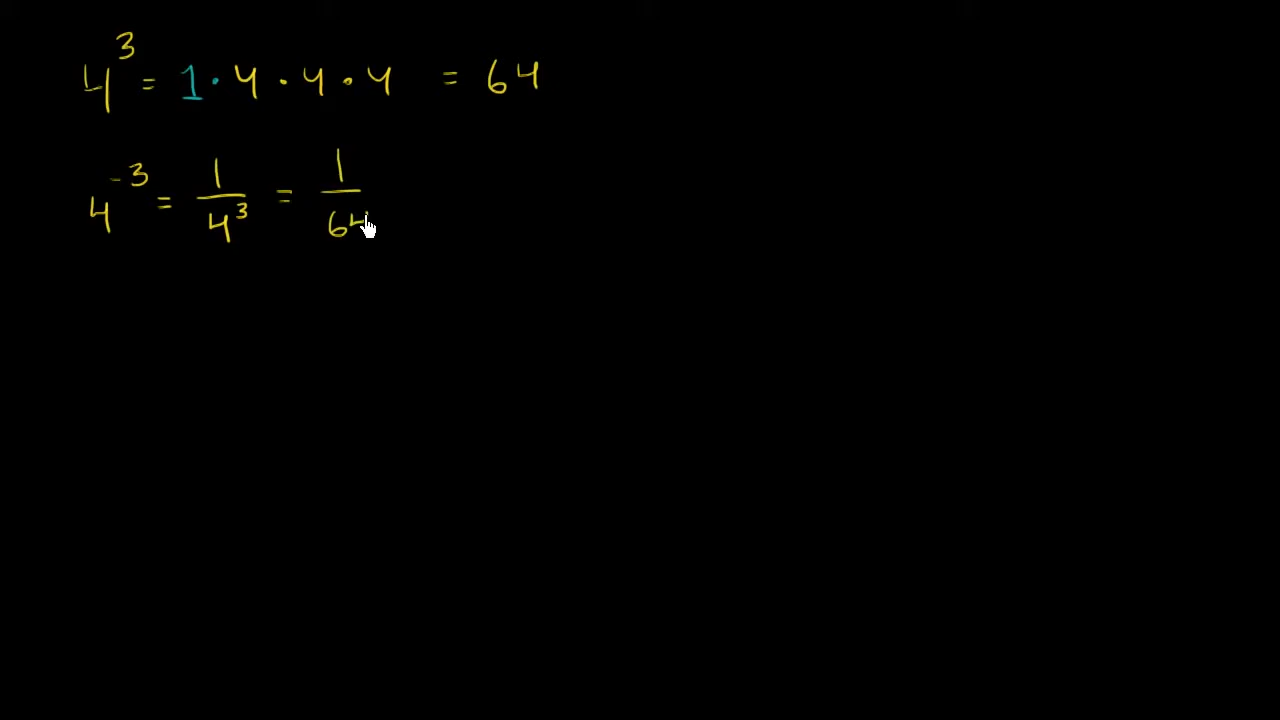 4³ = 1 · 4 · 4 · 4 = 64
4⁻³ = 1/4³ = 1/64